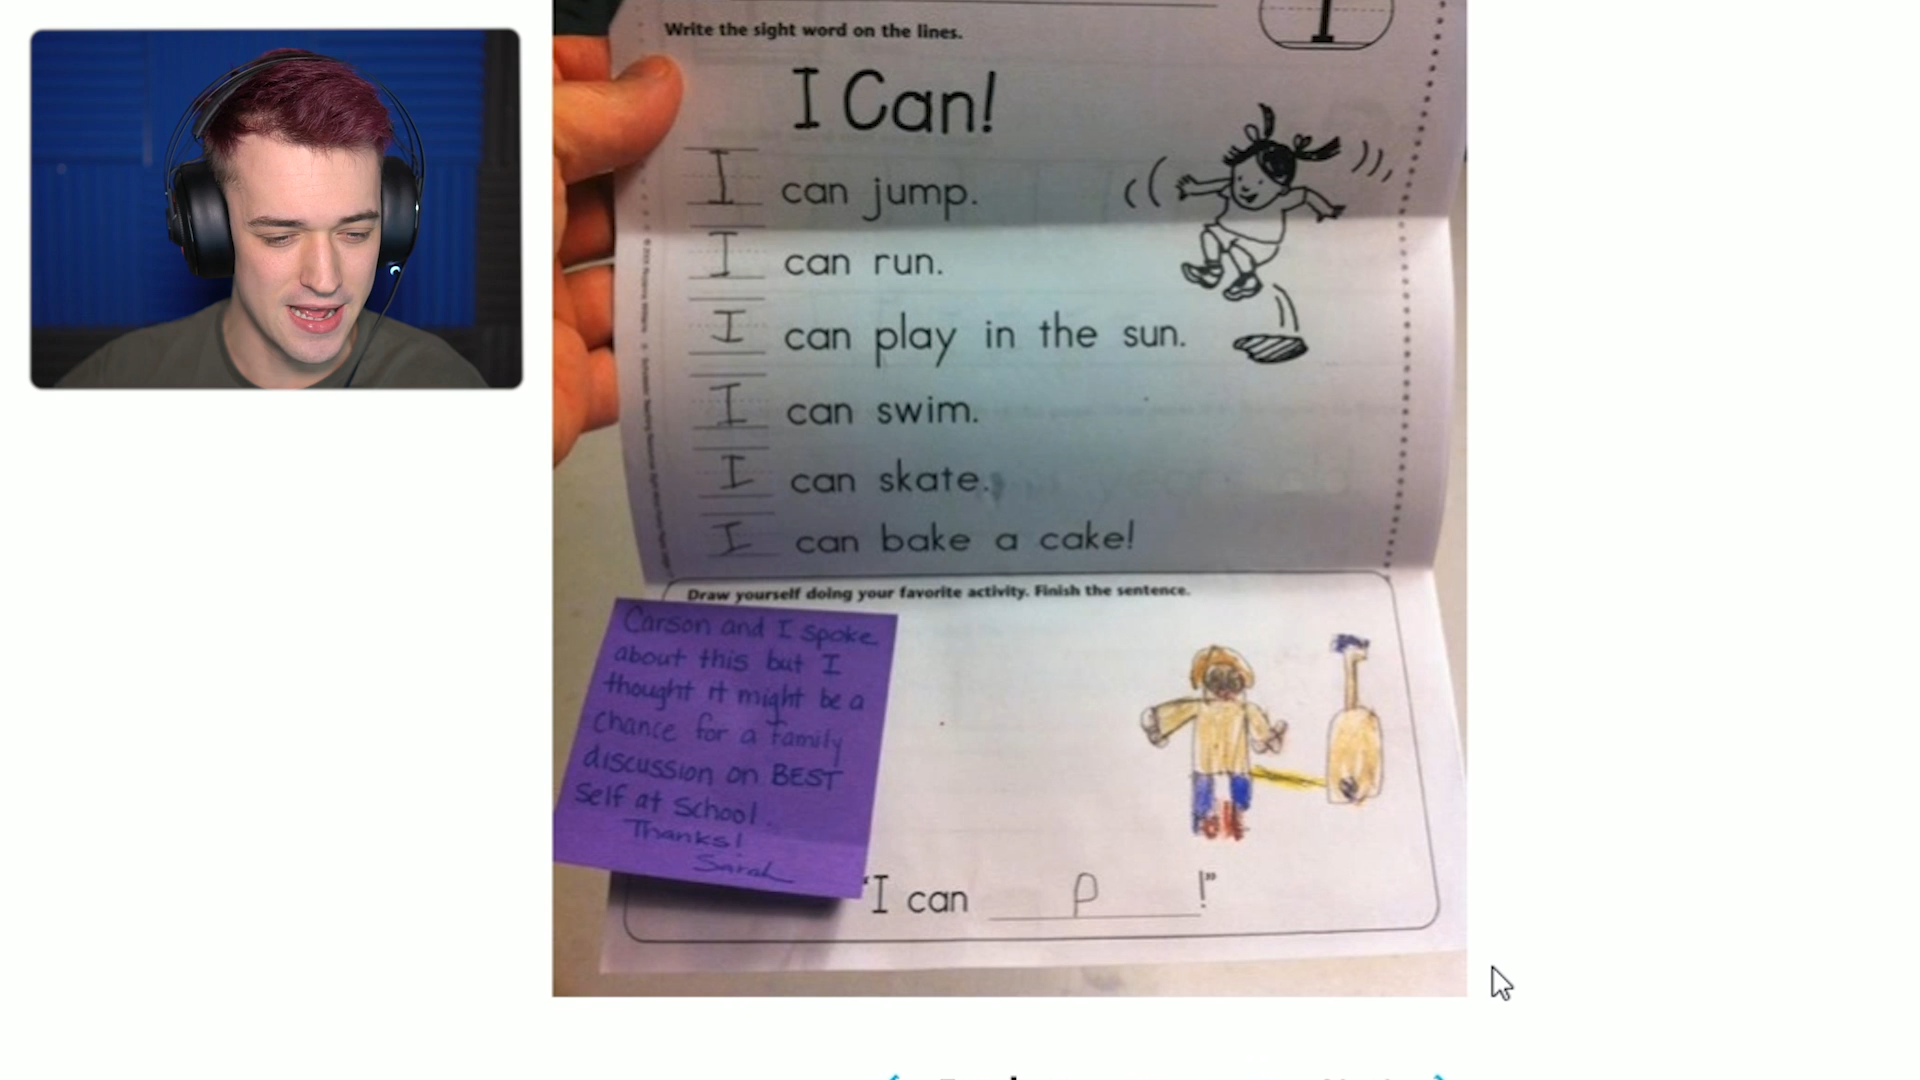 Write the sight word on the lines.
I
I Can!
I can jump.
I can run.
I can play in the sun.
I can swim.
I can skate.
I can bake a cake!
Draw yourself doing your favorite activity. Finish the sentence.
Carson and I spoke
about this but I
thought it might be a
chance for a family
discussion on BEST
self at school.
Thanks!
Sarah
"I can P!"